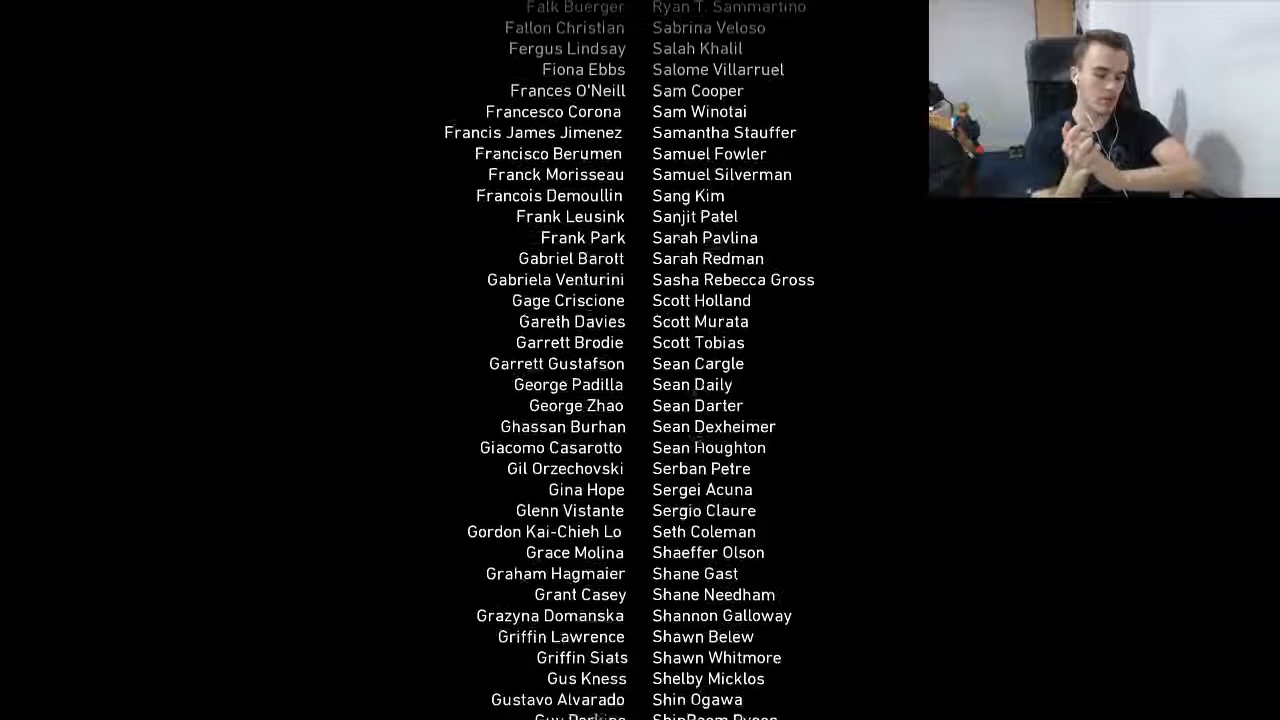 Falk Buerger Ryan T. Sammartino
Fallon Christian Sabrina Veloso
Fergus Lindsay Salah Khalil
Fiona Ebbs Salome Villarruel
Frances O'Neill Sam Cooper
Francesco Corona Sam Winotai
Francis James Jimenez Samantha Stauffer
Francisco Berumen Samuel Fowler
Franck Morisseau Samuel Silverman
Francois Demoullin Sang Kim
Frank Leusink Sanjit Patel
Frank Park Sarah Pavlina
Gabriel Barott Sarah Redman
Gabriela Venturini Sasha Rebecca Gross
Gage Criscione Scott Holland
Gareth Davies Scott Murata
Garrett Brodie Scott Tobias
Garrett Gustafson Sean Cargle
George Padilla Sean Daily
George Zhao Sean Darter
Ghassan Burhan Sean Dexheimer
Giacomo Casarotto Sean Houghton
Gil Orzechovski Serban Petre
Gina Hope Sergei Acuna
Glenn Vistante Sergio Claure
Gordon Kai-Chieh Lo Seth Coleman
Grace Molina Shaeffer Olson
Graham Hagmaier Shane Gast
Grant Casey Shane Needham
Grazyna Domanska Shannon Galloway
Griffin Lawrence Shawn Belew
Griffin Siats Shawn Whitmore
Gus Kness Shelby Micklos
Gustavo Alvarado Shin Ogawa
Guy